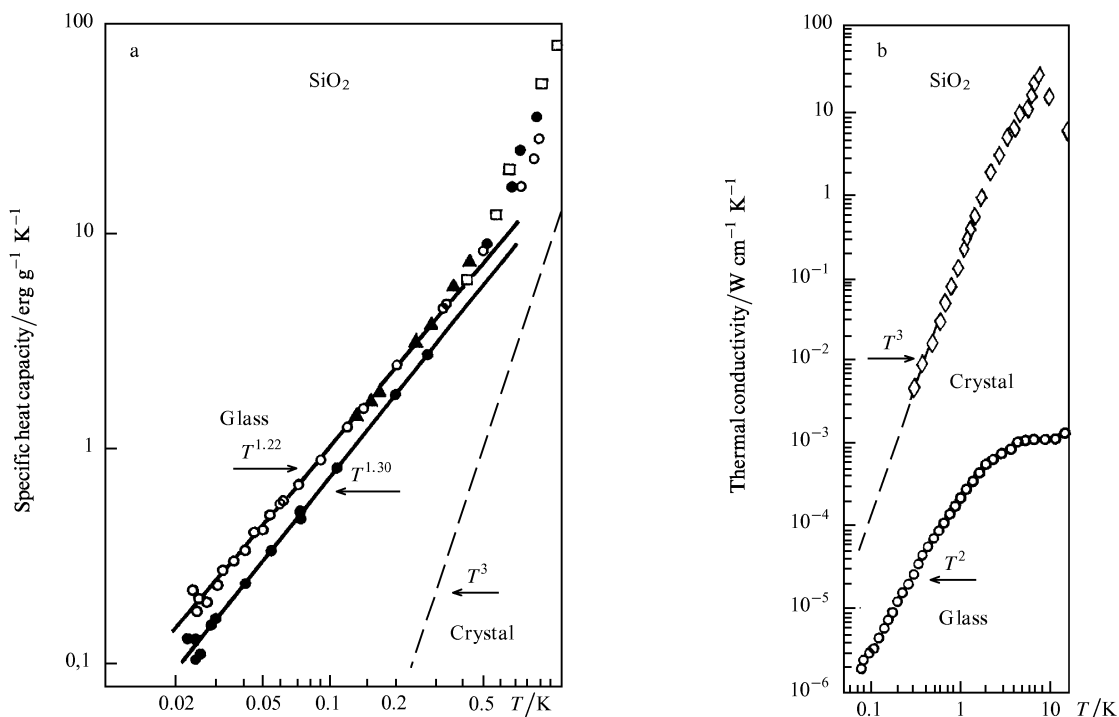 a
SiO₂
Specific heat capacity/erg g⁻¹ K⁻¹
100
10
1
0,1
Glass
T¹·²²
T¹·³⁰
T³
Crystal
0.02
0.05
0.1
0.2
0.5
T/K
b
SiO₂
Thermal conductivity/W cm⁻¹ K⁻¹
100
10
1
10⁻¹
10⁻²
10⁻³
10⁻⁴
10⁻⁵
10⁻⁶
T³
Crystal
T²
Glass
0.1
1
10
T/K